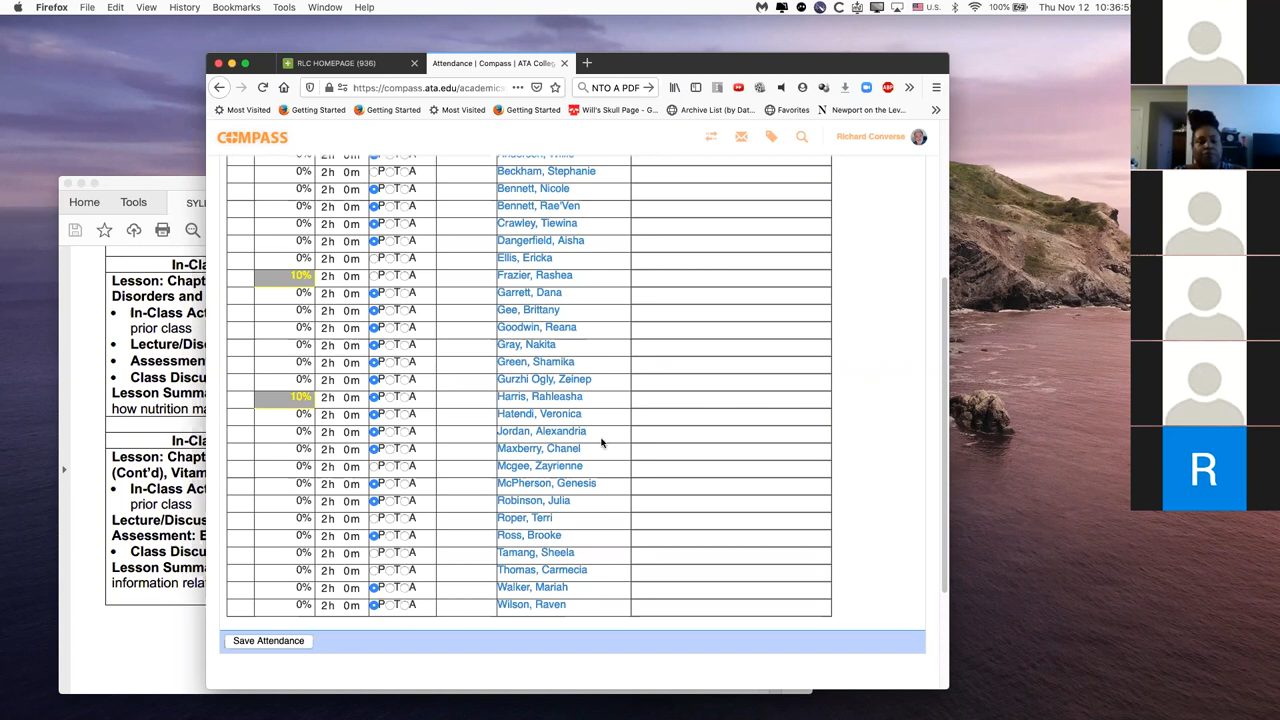 Firefox File Edit View History Bookmarks Tools Window Help U.S. 100% Thu Nov 12 10:36:5
RLC HOMEPAGE (936) Attendance | Compass | ATA Colle
https://compass.ata.edu/academics NTO A PDF
Most Visited Getting Started Getting Started Most Visited Getting Started Will's Skull Page - G... Archive List (by Dat... Favorites Newport on the Lev...
COMPASS Richard Converse
0% 2h 0m P T A
0% 2h 0m P T A Beckham, Stephanie
0% 2h 0m P T A Bennett, Nicole
0% 2h 0m P T A Bennett, Rae'Ven
0% 2h 0m P T A Crawley, Tiewina
0% 2h 0m P T A Dangerfield, Aisha
0% 2h 0m P T A Ellis, Ericka
10% 2h 0m P T A Frazier, Rashea
0% 2h 0m P T A Garrett, Dana
0% 2h 0m P T A Gee, Brittany
0% 2h 0m P T A Goodwin, Reana
0% 2h 0m P T A Gray, Nakita
0% 2h 0m P T A Green, Shamika
0% 2h 0m P T A Gurzhi Ogly, Zeinep
10% 2h 0m P T A Harris, Rahleasha
0% 2h 0m P T A Hatendi, Veronica
0% 2h 0m P T A Jordan, Alexandria
0% 2h 0m P T A Maxberry, Chanel
0% 2h 0m P T A Mcgee, Zayrienne
0% 2h 0m P T A McPherson, Genesis
0% 2h 0m P T A Robinson, Julia
0% 2h 0m P T A Roper, Terri
0% 2h 0m P T A Ross, Brooke
0% 2h 0m P T A Tamang, Sheela
0% 2h 0m P T A Thomas, Carmecia
0% 2h 0m P T A Walker, Mariah
0% 2h 0m P T A Wilson, Raven
Save Attendance
Home Tools SYL
In-Cla
Lesson: Chapt
Disorders and
• In-Class Act
prior class
• Lecture/Disc
• Assessment
• Class Discu
Lesson Summa
how nutrition ma
In-Cl
Lesson: Chapt
(Cont'd), Vitam
• In-Class Act
prior class
Lecture/Discus
Assessment: E
• Class Discu
Lesson Summa
information rela
R